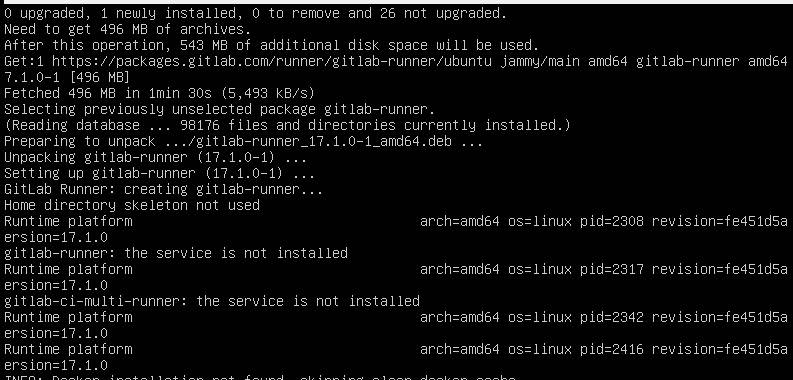 0 upgraded, 1 newly installed, 0 to remove and 26 not upgraded.
Need to get 496 MB of archives.
After this operation, 543 MB of additional disk space will be used.
Get:1 https://packages.gitlab.com/runner/gitlab-runner/ubuntu jammy/main amd64 gitlab-runner amd64
7.1.0-1 [496 MB]
Fetched 496 MB in 1min 30s (5,493 kB/s)
Selecting previously unselected package gitlab-runner.
(Reading database ... 98176 files and directories currently installed.)
Preparing to unpack .../gitlab-runner_17.1.0-1_amd64.deb ...
Unpacking gitlab-runner (17.1.0-1) ...
Setting up gitlab-runner (17.1.0-1) ...
GitLab Runner: creating gitlab-runner...
Home directory skeleton not used
Runtime platform arch=amd64 os=linux pid=2308 revision=fe451d5a
ersion=17.1.0
gitlab-runner: the service is not installed
Runtime platform arch=amd64 os=linux pid=2317 revision=fe451d5a
ersion=17.1.0
gitlab-ci-multi-runner: the service is not installed
Runtime platform arch=amd64 os=linux pid=2342 revision=fe451d5a
ersion=17.1.0
Runtime platform arch=amd64 os=linux pid=2416 revision=fe451d5a
ersion=17.1.0
INFO: Docker installation not found, skipping clear-docker-cache